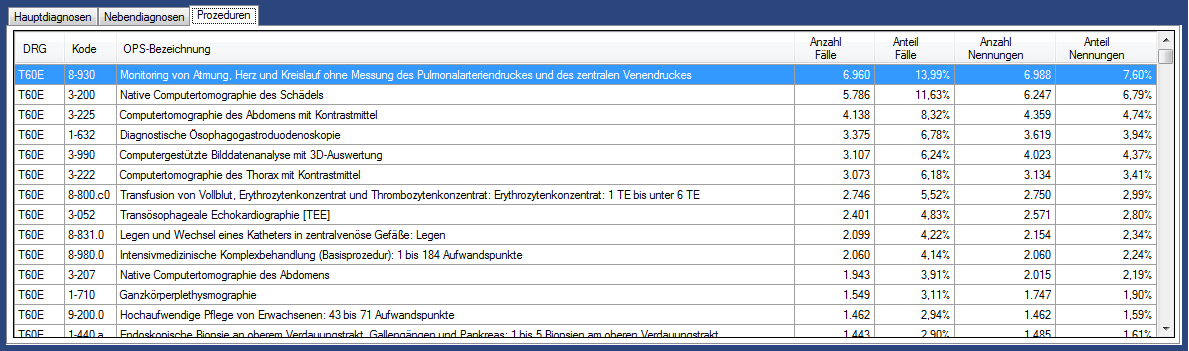 Hauptdiagnosen Nebendiagnosen Prozeduren
DRG Kode OPS-Bezeichnung Anzahl Fälle Anteil Fälle Anzahl Nennungen Anteil Nennungen
T60E 8-930 Monitoring von Atmung, Herz und Kreislauf ohne Messung des Pulmonalarteriendruckes und des zentralen Venendruckes 6.960 13,99% 6.988 7,60%
T60E 3-200 Native Computertomographie des Schädels 5.786 11,63% 6.247 6,79%
T60E 3-225 Computertomographie des Abdomens mit Kontrastmittel 4.138 8,32% 4.359 4,74%
T60E 1-632 Diagnostische Ösophagogastroduodenoskopie 3.375 6,78% 3.619 3,94%
T60E 3-990 Computergestützte Bilddatenanalyse mit 3D-Auswertung 3.107 6,24% 4.023 4,37%
T60E 3-222 Computertomographie des Thorax mit Kontrastmittel 3.073 6,18% 3.134 3,41%
T60E 8-800.c0 Transfusion von Vollblut, Erythrozytenkonzentrat und Thrombozytenkonzentrat: Erythrozytenkonzentrat: 1 TE bis unter 6 TE 2.746 5,52% 2.750 2,99%
T60E 3-052 Transösophageale Echokardiographie [TEE] 2.401 4,83% 2.571 2,80%
T60E 8-831.0 Legen und Wechsel eines Katheters in zentralvenöse Gefäße: Legen 2.099 4,22% 2.154 2,34%
T60E 8-980.0 Intensivmedizinische Komplexbehandlung (Basisprozedur): 1 bis 184 Aufwandspunkte 2.060 4,14% 2.060 2,24%
T60E 3-207 Native Computertomographie des Abdomens 1.943 3,91% 2.015 2,19%
T60E 1-710 Ganzkörperplethysmographie 1.549 3,11% 1.747 1,90%
T60E 9-200.0 Hochaufwendige Pflege von Erwachsenen: 43 bis 71 Aufwandspunkte 1.462 2,94% 1.462 1,59%
T60E 1-440.a Endoskopische Biopsie an oberem Verdauungstrakt, Gallengängen und Pankreas: 1 bis 5 Biopsien am oberen Verdauungstrakt 1.443 2,90% 1.485 1,61%